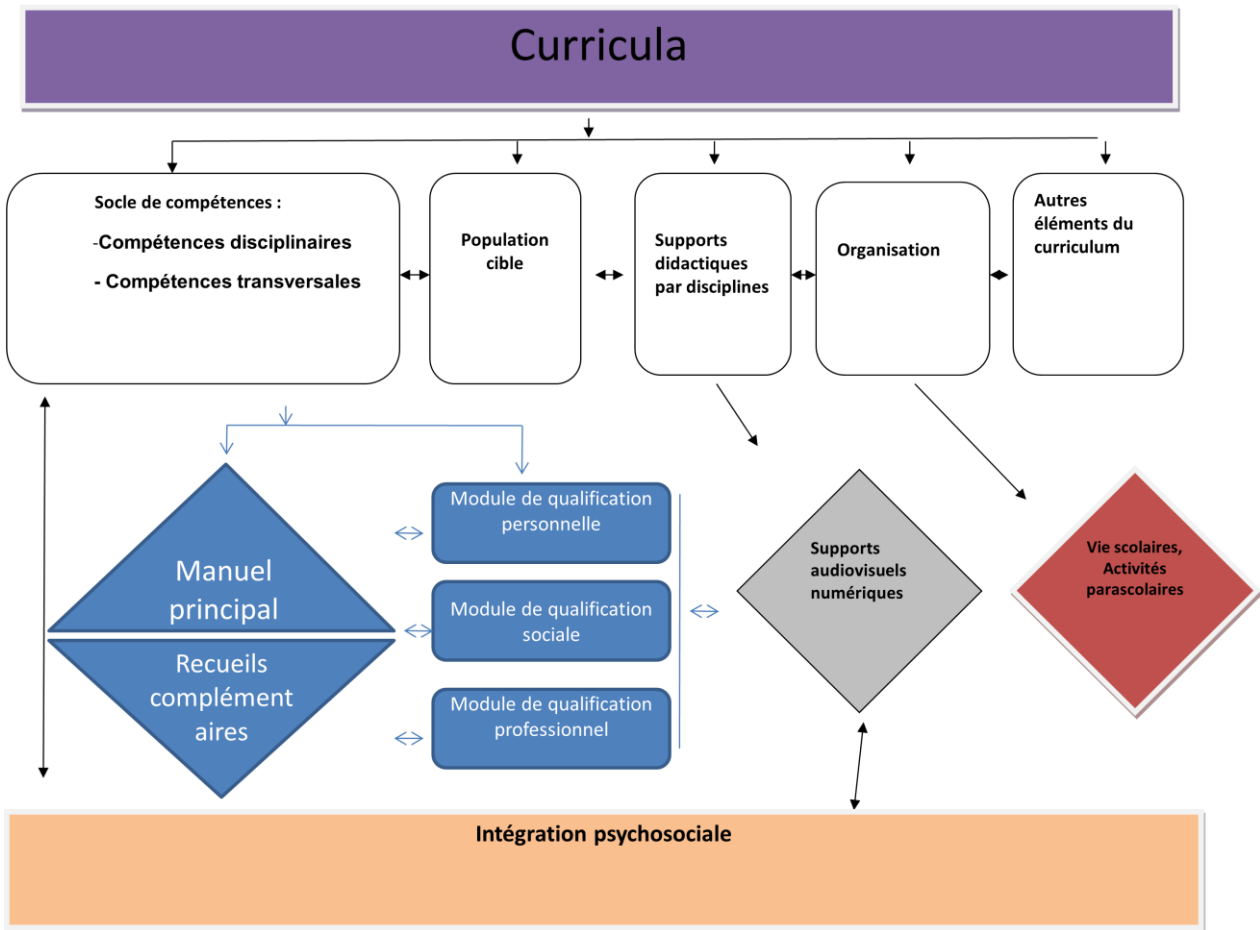 Curricula
Socle de compétences :
-Compétences disciplinaires
- Compétences transversales
Population
cible
Supports
didactiques
par disciplines
Organisation
Autres
éléments du
curriculum
Manuel
principal
Recueils
complément
aires
Module de qualification
personnelle
Module de qualification
sociale
Module de qualification
professionnel
Supports
audiovisuels
numériques
Vie scolaires,
Activités
parascolaires
Intégration psychosociale